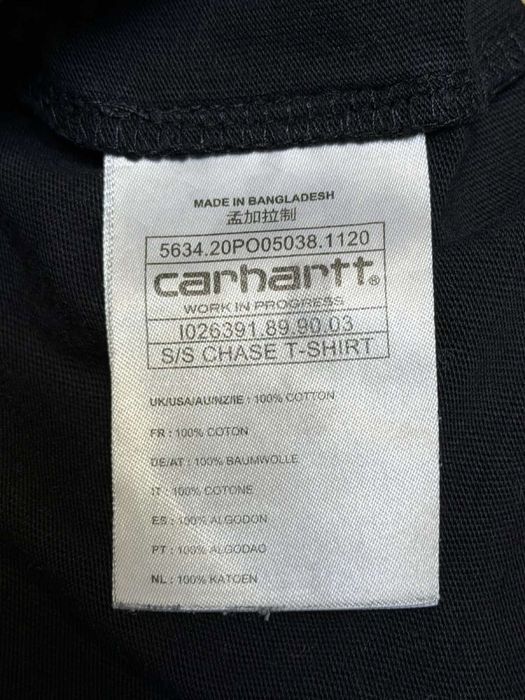 MADE IN BANGLADESH
孟加拉制
5634.20PO05038.1120
carhartt®
WORK IN PROGRESS
I026391.89.90.03
S/S CHASE T-SHIRT
UK/USA/AU/NZ/IE : 100% COTTON
FR : 100% COTON
DE/AT : 100% BAUMWOLLE
IT : 100% COTONE
ES : 100% ALGODON
PT : 100% ALGODAO
NL : 100% KATOEN